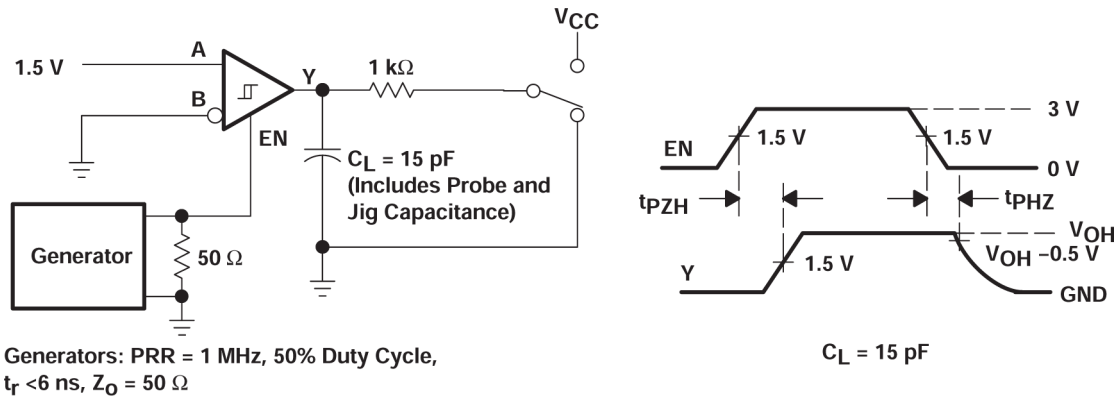 VCC
1.5 V
A
Y
1 kΩ
B
EN
CL = 15 pF
(Includes Probe and
Jig Capacitance)
Generator
50 Ω
Generators: PRR = 1 MHz, 50% Duty Cycle,
tr <6 ns, ZO = 50 Ω
3 V
EN
1.5 V
1.5 V
0 V
tPZH
tPHZ
VOH
VOH –0.5 V
Y
1.5 V
GND
CL = 15 pF